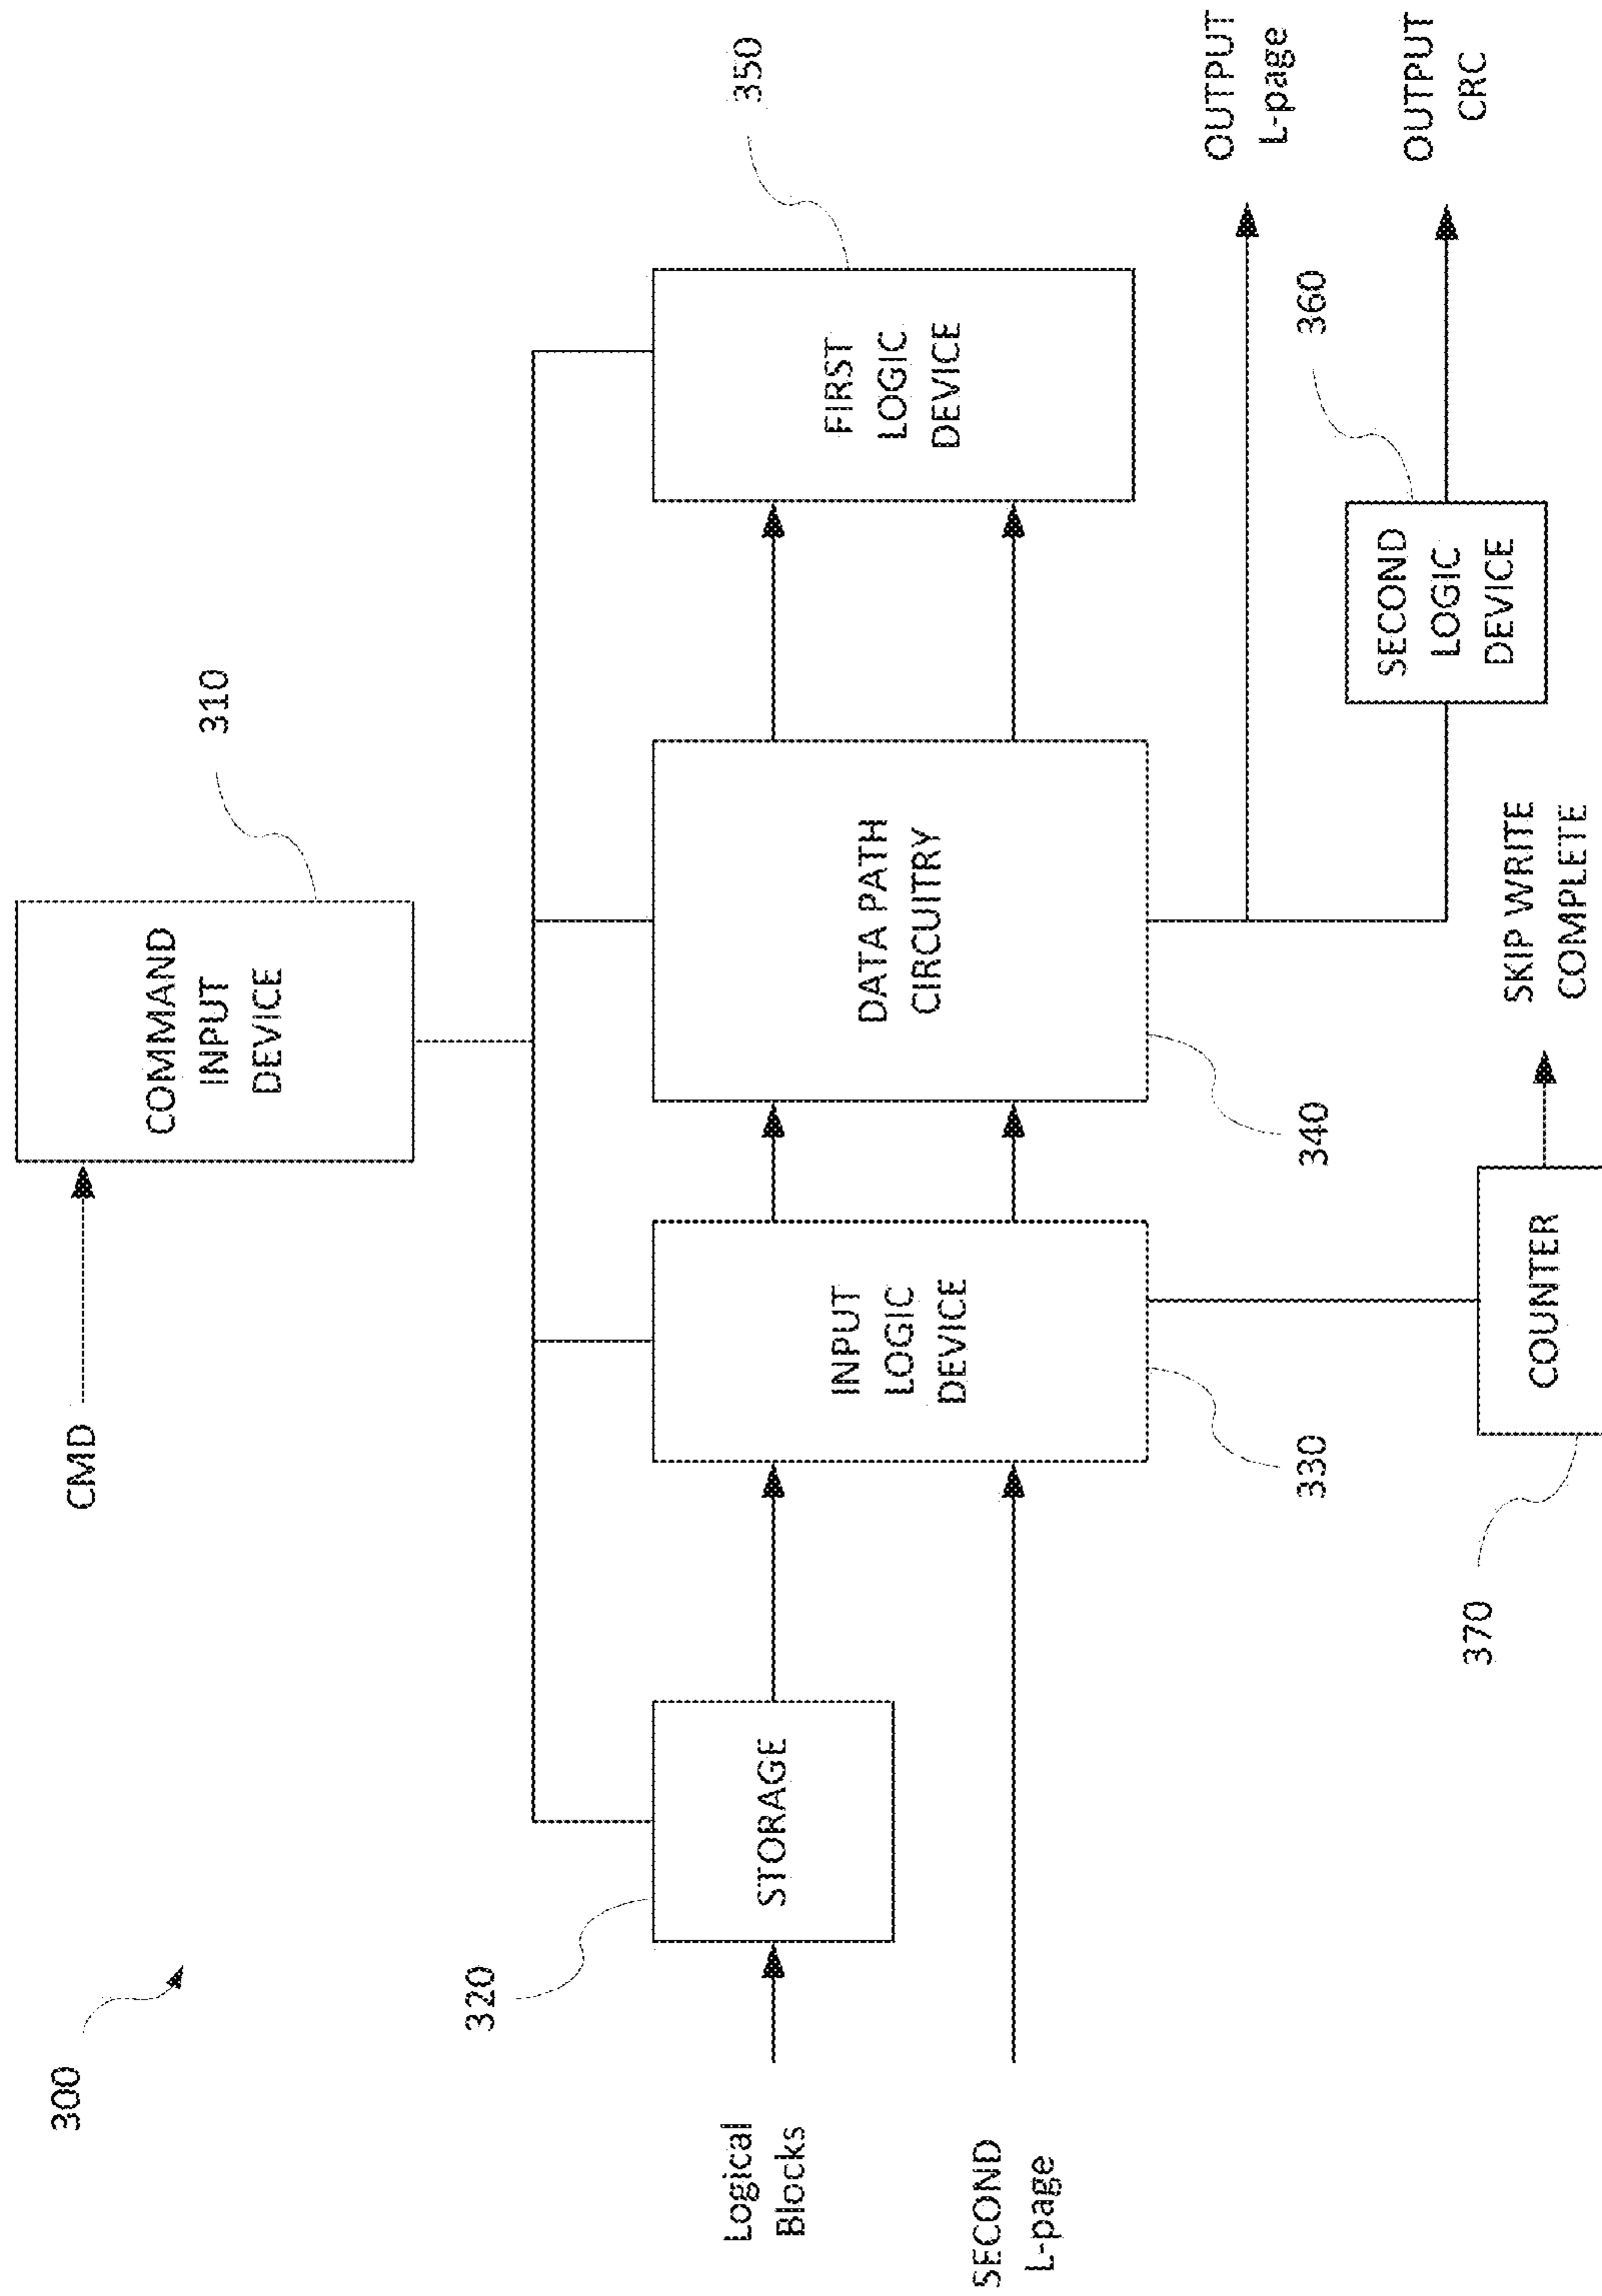 300
CMD
COMMAND
INPUT
DEVICE
310
320
STORAGE
INPUT
LOGIC
DEVICE
DATA PATH
CIRCUITRY
FIRST
LOGIC
DEVICE
350
Logical
Blocks
SECOND
L-page
330
340
360
SECOND
LOGIC
DEVICE
OUTPUT
L-page
OUTPUT
CRC
370
COUNTER
SKIP WRITE
COMPLETE